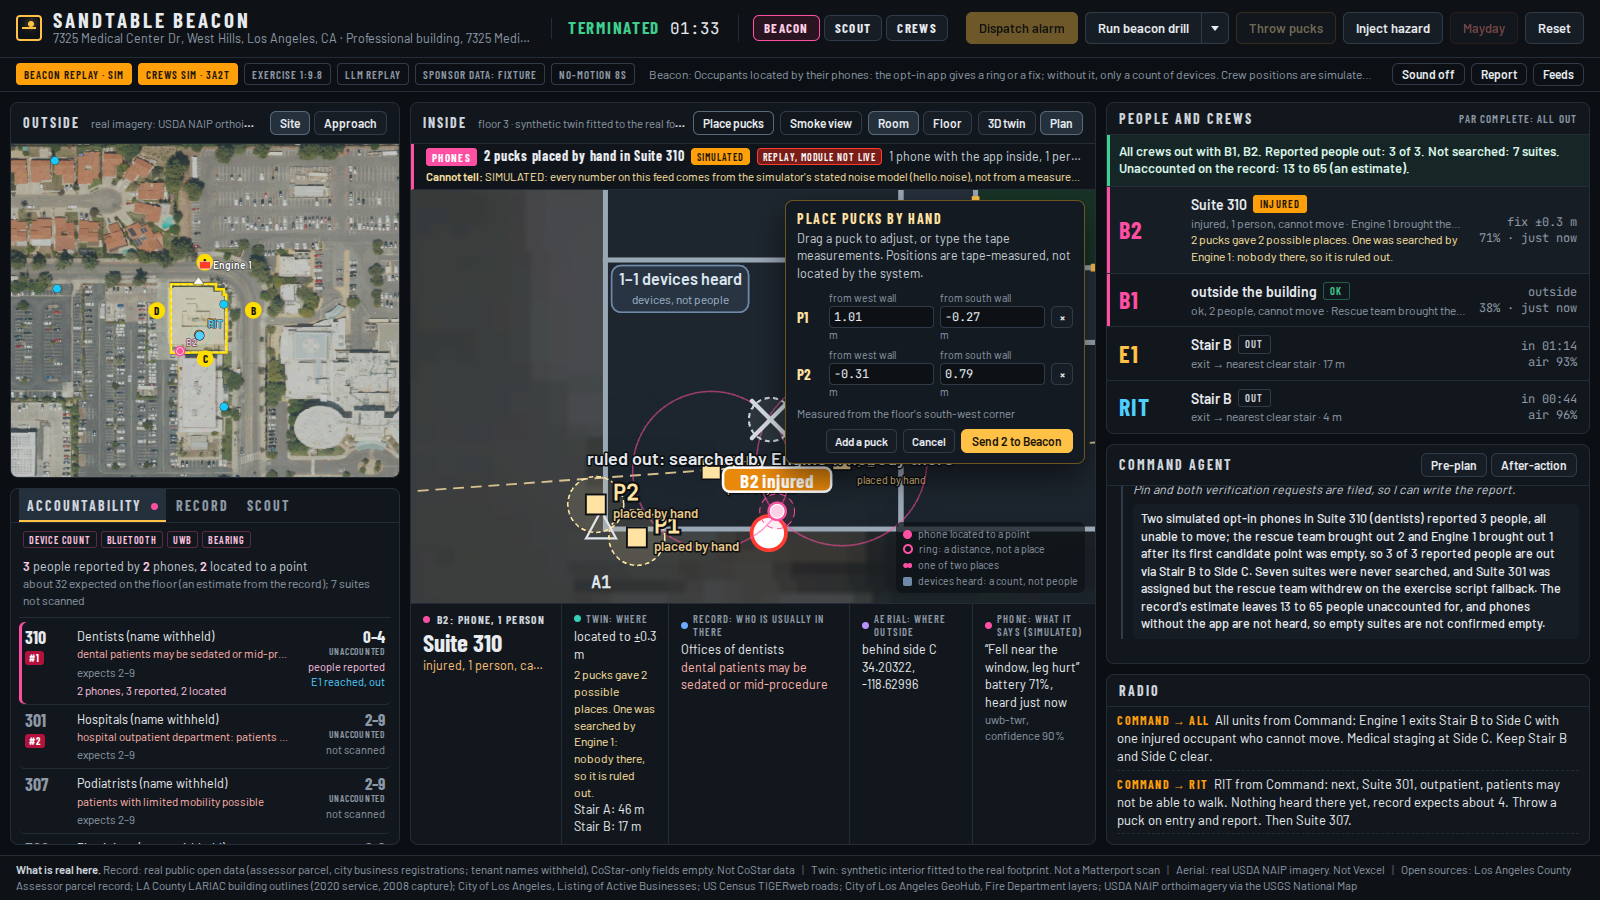 SANDTABLE BEACON
7325 Medical Center Dr, West Hills, Los Angeles, CA · Professional building, 7325 Medi...
TERMINATED 01:33
BEACON SCOUT CREWS
Dispatch alarm Run beacon drill Throw pucks Inject hazard Mayday Reset
BEACON REPLAY · SIM CREWS SIM · 3A2T EXERCISE 1:9.8 LLM REPLAY SPONSOR DATA: FIXTURE NO-MOTION 8S
Beacon: Occupants located by their phones: the opt-in app gives a ring or a fix; without it, only a count of devices. Crew positions are simulate...
Sound off Report Feeds
OUTSIDE real imagery: USDA NAIP orthoi... Site Approach
Engine 1
D
B
RIT
B2
C
ACCOUNTABILITY RECORD SCOUT
DEVICE COUNT BLUETOOTH UWB BEARING
3 people reported by 2 phones, 2 located to a point
about 32 expected on the floor (an estimate from the record); 7 suites
not scanned
310 Dentists (name withheld) 0-4
#1 dental patients may be sedated or mid-pr... UNACCOUNTED
expects 2-9 people reported
2 phones, 3 reported, 2 located E1 reached, out
301 Hospitals (name withheld) 2-9
#2 hospital outpatient department: patients ... UNACCOUNTED
expects 2-9 not scanned
307 Podiatrists (name withheld) 2-9
patients with limited mobility possible UNACCOUNTED
expects 2-9 not scanned
INSIDE floor 3 · synthetic twin fitted to the real fo... Place pucks Smoke view Room Floor 3D twin Plan
PHONES 2 pucks placed by hand in Suite 310 SIMULATED REPLAY, MODULE NOT LIVE 1 phone with the app inside, 1 per...
Cannot tell: SIMULATED: every number on this feed comes from the simulator's stated noise model (hello.noise), not from a measure...
1-1 devices heard
devices, not people
PLACE PUCKS BY HAND
Drag a puck to adjust, or type the tape
measurements. Positions are tape-measured, not
located by the system.
from west wall from south wall
P1 1.01 -0.27 ×
m m
from west wall from south wall
P2 -0.31 0.79 ×
m m
Measured from the floor's south-west corner
Add a puck Cancel Send 2 to Beacon
ruled out: searched by
B2 injured
placed by hand
P2
placed by hand
P1
placed by hand
A1
phone located to a point
ring: a distance, not a place
one of two places
devices heard: a count, not people
B2: PHONE, 1 PERSON
Suite 310
injured, 1 person, ca...
TWIN: WHERE
located to ±0.3
m
2 pucks gave 2
possible
places. One was
searched by
Engine 1:
nobody there,
so it is ruled
out.
Stair A: 46 m
Stair B: 17 m
RECORD: WHO IS USUALLY IN
THERE
Offices of dentists
dental patients may be
sedated or mid-procedure
AERIAL: WHERE
OUTSIDE
behind side C
34.20322,
-118.62996
PHONE: WHAT IT
SAYS (SIMULATED)
"Fell near the
window, leg hurt"
battery 71%,
heard just now
uwb-twr,
confidence 90%
PEOPLE AND CREWS PAR COMPLETE: ALL OUT
All crews out with B1, B2. Reported people out: 3 of 3. Not searched: 7 suites.
Unaccounted on the record: 13 to 65 (an estimate).
B2 Suite 310 INJURED
injured, 1 person, cannot move · Engine 1 brought the... fix ±0.3 m
2 pucks gave 2 possible places. One was searched by 71% · just now
Engine 1: nobody there, so it is ruled out.
B1 outside the building OK outside
ok, 2 people, cannot move · Rescue team brought the... 38% · just now
E1 Stair B OUT in 01:14
exit → nearest clear stair · 17 m air 93%
RIT Stair B OUT in 00:44
exit → nearest clear stair · 4 m air 96%
COMMAND AGENT Pre-plan After-action
Pin and both verification requests are filed, so I can write the report.
Two simulated opt-in phones in Suite 310 (dentists) reported 3 people, all
unable to move; the rescue team brought out 2 and Engine 1 brought out 1
after its first candidate point was empty, so 3 of 3 reported people are out
via Stair B to Side C. Seven suites were never searched, and Suite 301 was
assigned but the rescue team withdrew on the exercise script fallback. The
record's estimate leaves 13 to 65 people unaccounted for, and phones
without the app are not heard, so empty suites are not confirmed empty.
RADIO
COMMAND → ALL All units from Command: Engine 1 exits Stair B to Side C with
one injured occupant who cannot move. Medical staging at Side C. Keep Stair B
and Side C clear.
COMMAND → RIT RIT from Command: next, Suite 301, outpatient, patients may
not be able to walk. Nothing heard there yet, record expects about 4. Throw a
puck on entry and report. Then Suite 307.
What is real here. Record: real public open data (assessor parcel, city business registrations; tenant names withheld), CoStar-only fields empty. Not CoStar data | Twin: synthetic interior fitted to the real footprint. Not a Matterport scan | Aerial: real USDA NAIP imagery. Not Vexcel | Open sources: Los Angeles County
Assessor parcel record; LA County LARIAC building outlines (2020 service, 2008 capture); City of Los Angeles, Listing of Active Businesses; US Census TIGERweb roads; City of Los Angeles GeoHub, Fire Department layers; USDA NAIP orthoimagery via the USGS National Map